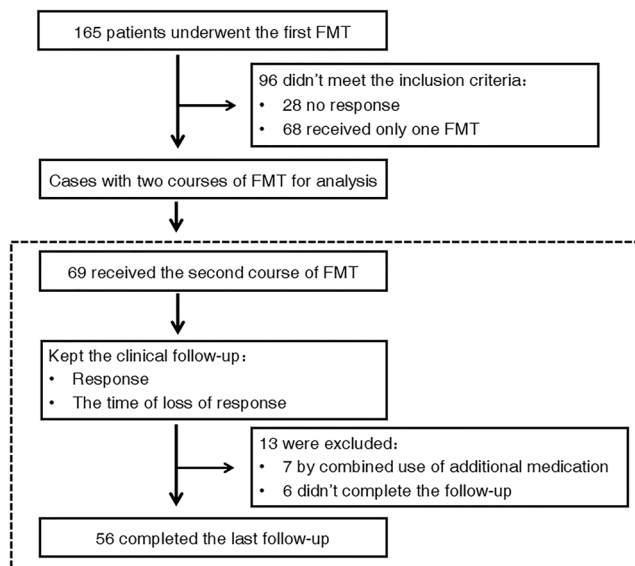 165 patients underwent the first FMT
96 didn't meet the inclusion criteria：
• 28 no response
• 68 received only one FMT
Cases with two courses of FMT for analysis
69 received the second course of FMT
Kept the clinical follow-up：
• Response
• The time of loss of response
13 were excluded：
• 7 by combined use of additional medication
• 6 didn't complete the follow-up
56 completed the last follow-up